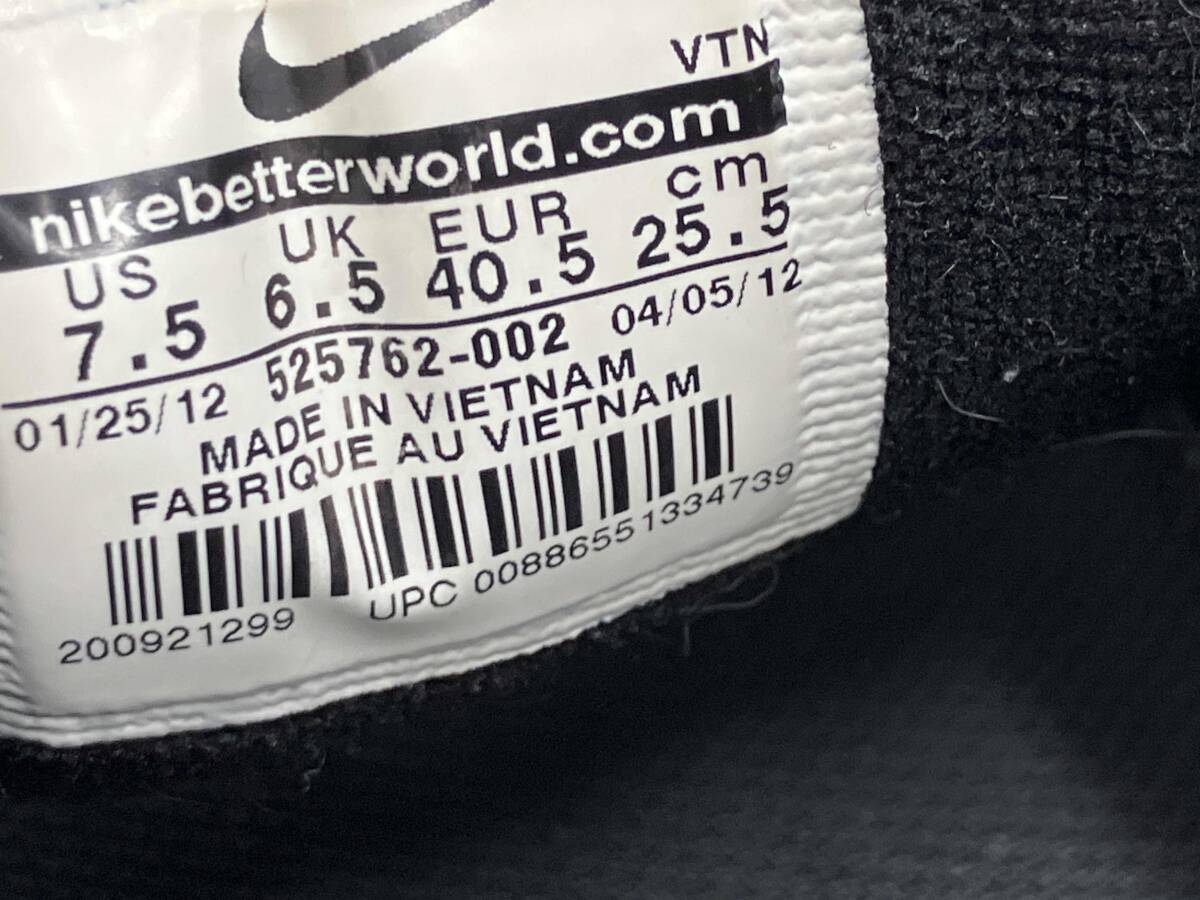 VTN
nikebetterworld.com
US UK EUR cm
7.5 6.5 40.5 25.5
01/25/12 525762-002 04/05/12
MADE IN VIETNAM
FABRIQUE AU VIETNAM
200921299 UPC 00886551334739